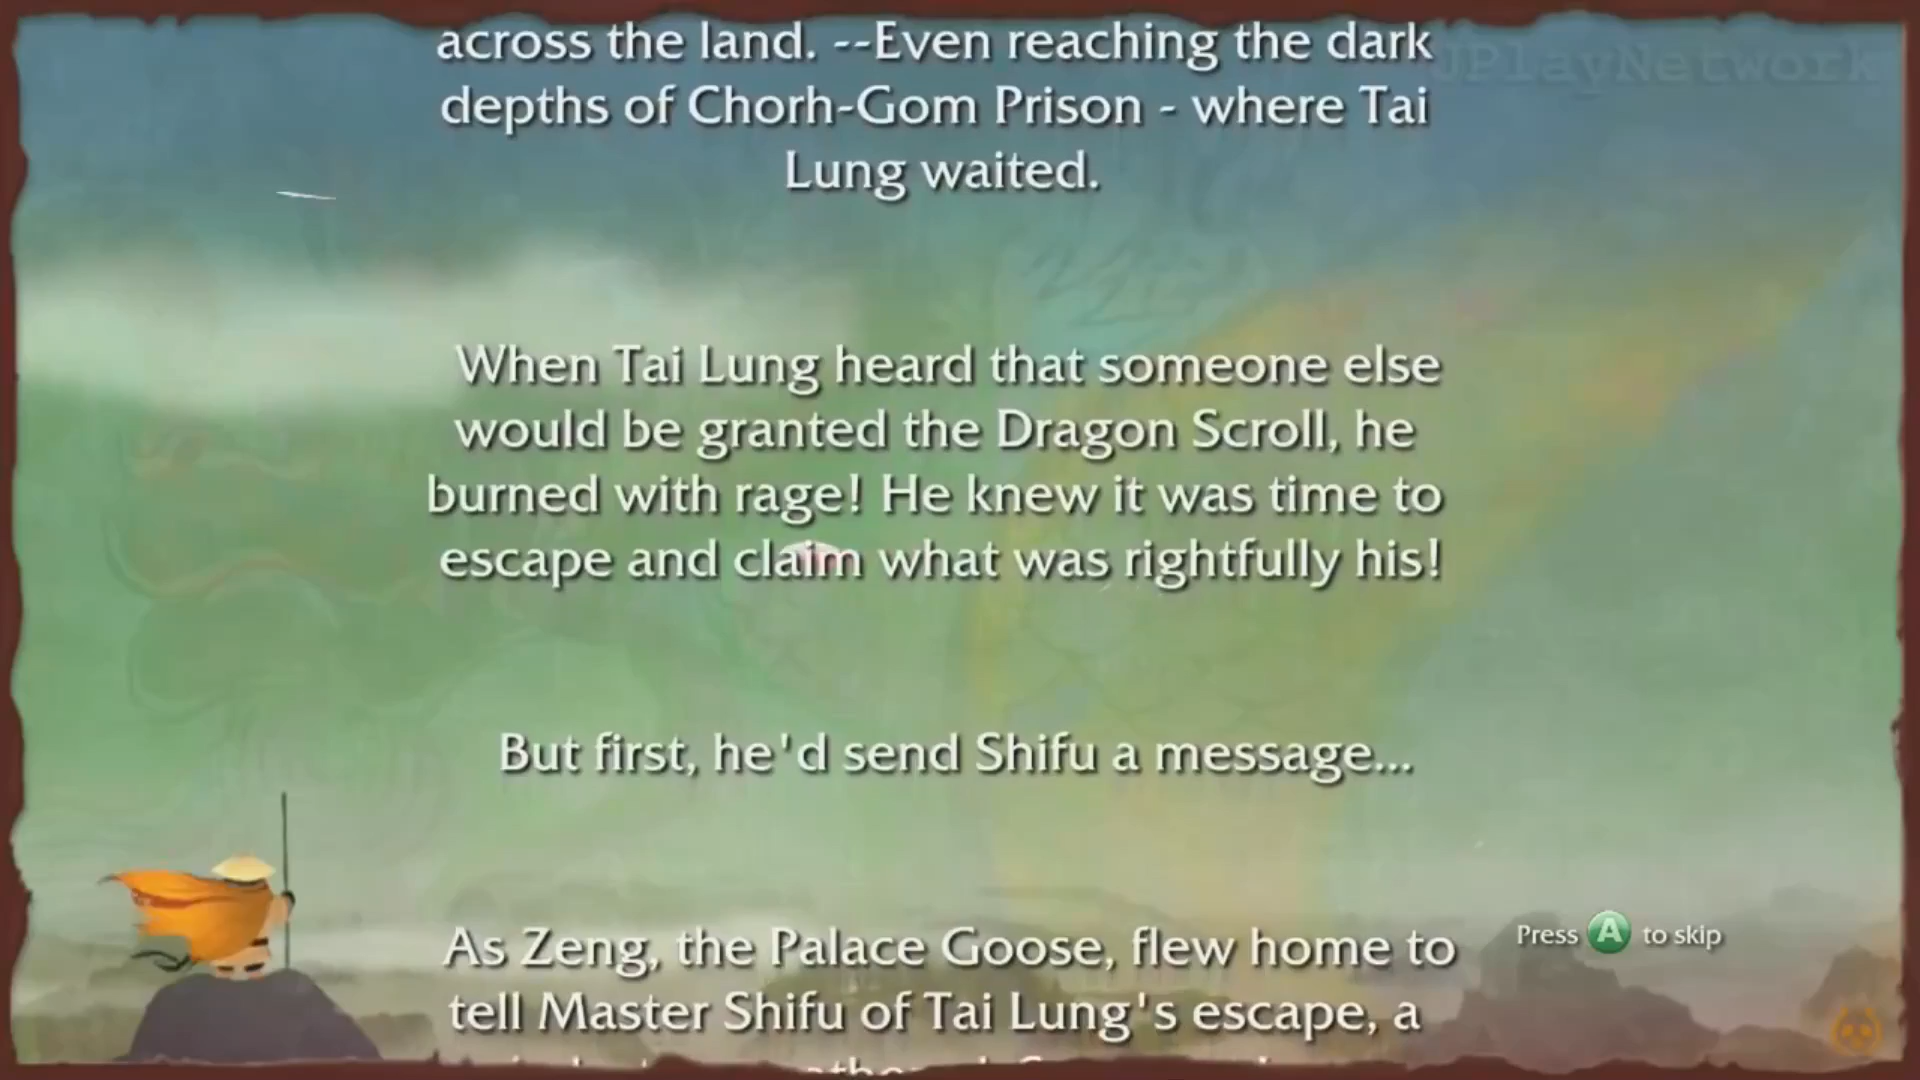 across the land. --Even reaching the dark
depths of Chorh-Gom Prison - where Tai
Lung waited.
JPlayNetwork
When Tai Lung heard that someone else
would be granted the Dragon Scroll, he
burned with rage! He knew it was time to
escape and claim what was rightfully his!
But first, he'd send Shifu a message...
As Zeng, the Palace Goose, flew home to
tell Master Shifu of Tai Lung's escape, a
Press A to skip